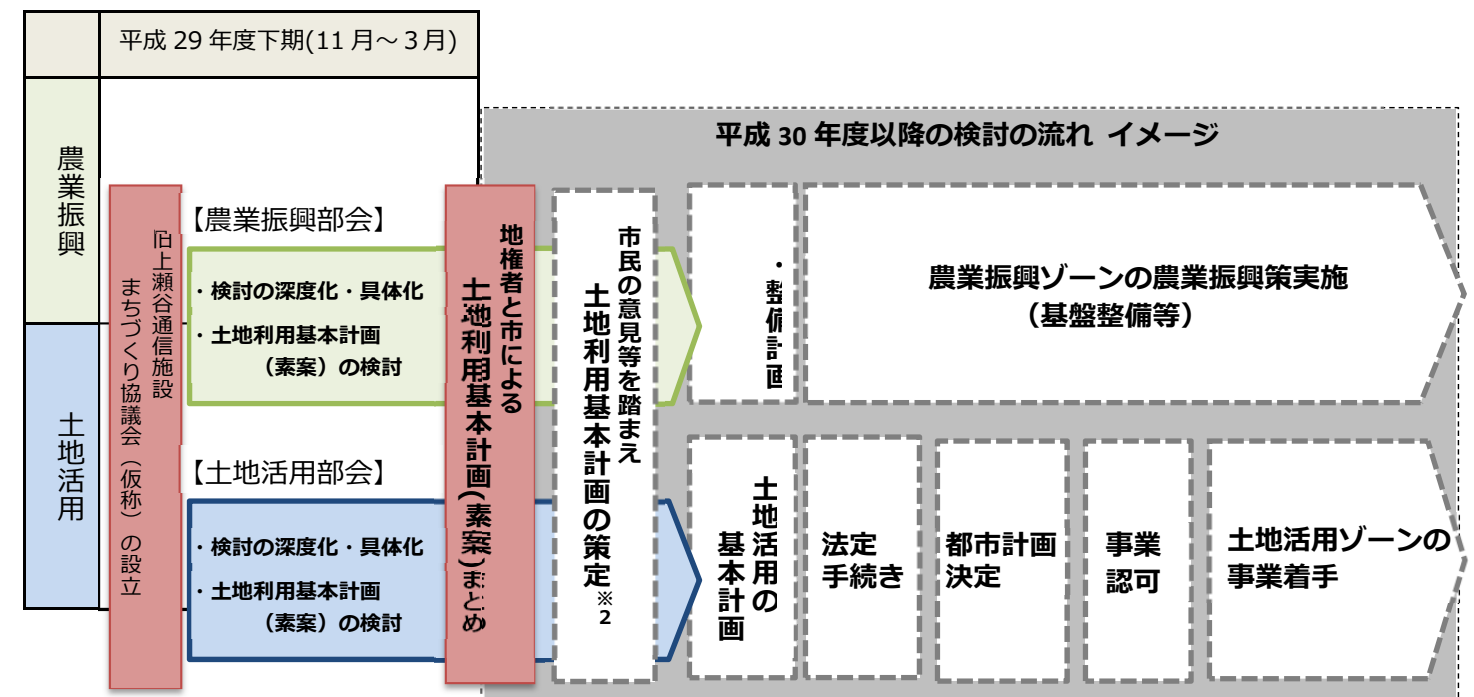 平成 29 年度下期(11 月～３月)
農業振興
土地活用
旧上瀬谷通信施設
まちづくり協議会（仮称）の設立
【農業振興部会】
・検討の深度化・具体化
・土地利用基本計画
（素案）の検討
【土地活用部会】
・検討の深度化・具体化
・土地利用基本計画
（素案）の検討
地権者と市による
土地利用基本計画(素案)まとめ
平成 30 年度以降の検討の流れ イメージ
市民の意見等を踏まえ
土地利用基本計画の策定※2
・整備計画
農業振興ゾーンの農業振興策実施
（基盤整備等）
土地活用の
基本計画
法定
手続き
都市計画
決定
事業
認可
土地活用ゾーンの
事業着手